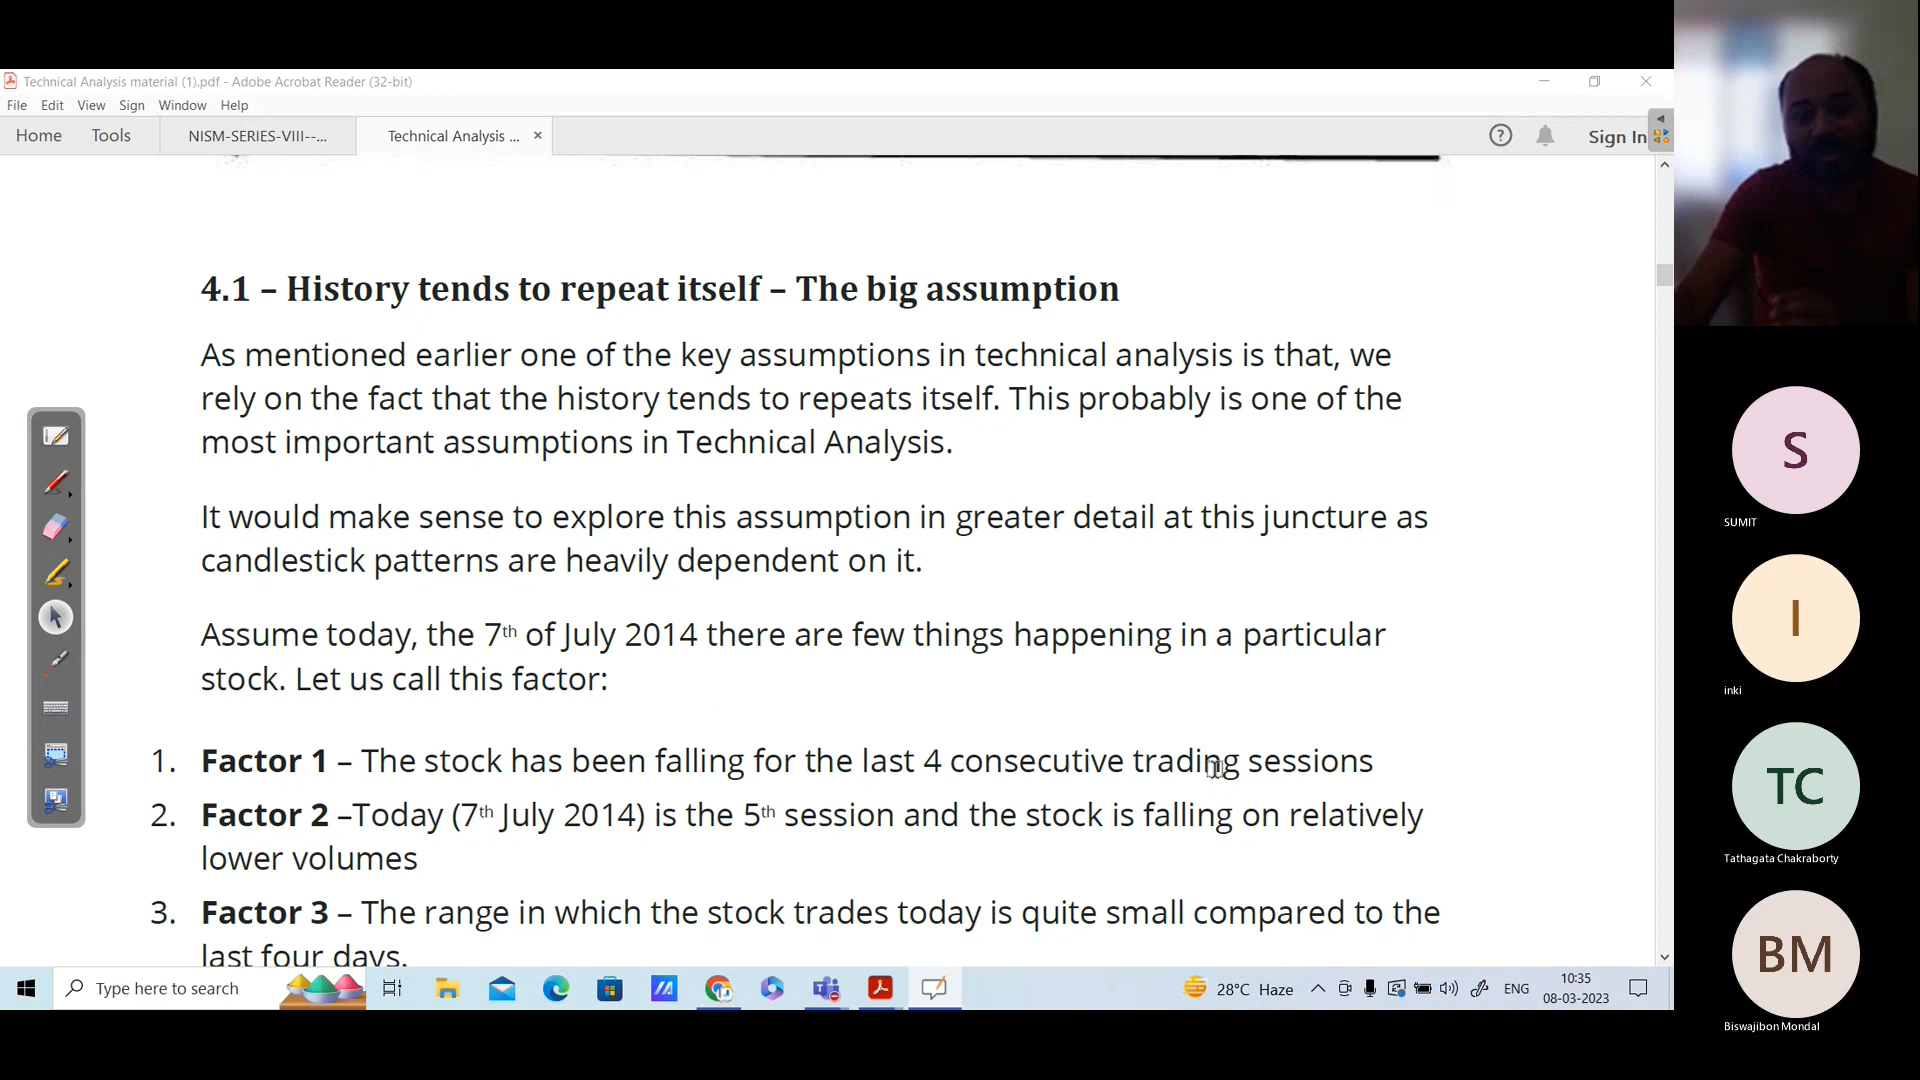 Technical Analysis material (1).pdf - Adobe Acrobat Reader (32-bit)
File Edit View Sign Window Help
Home Tools NISM-SERIES-VIII--... Technical Analysis ... × Sign In
4.1 – History tends to repeat itself – The big assumption
As mentioned earlier one of the key assumptions in technical analysis is that, we
rely on the fact that the history tends to repeats itself. This probably is one of the
most important assumptions in Technical Analysis.
It would make sense to explore this assumption in greater detail at this juncture as
candlestick patterns are heavily dependent on it.
Assume today, the 7th of July 2014 there are few things happening in a particular
stock. Let us call this factor:
1. Factor 1 – The stock has been falling for the last 4 consecutive trading sessions
2. Factor 2 –Today (7th July 2014) is the 5th session and the stock is falling on relatively
lower volumes
3. Factor 3 – The range in which the stock trades today is quite small compared to the
last four days.
Type here to search
28°C Haze
ENG
10:35
08-03-2023
S
SUMIT
I
inki
TC
Tathagata Chakraborty
BM
Biswajibon Mondal